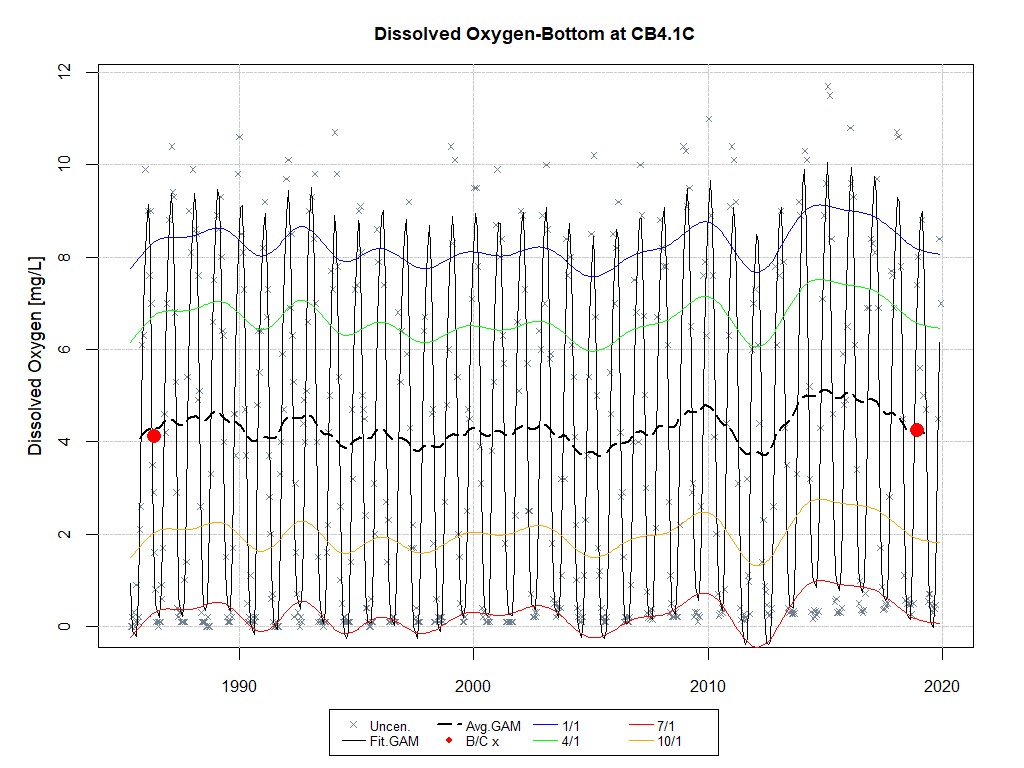 Dissolved Oxygen-Bottom at CB4.1C
Dissolved Oxygen [mg/L]
12
10
8
6
4
2
0
1990 2000 2010 2020
Uncen. Avg.GAM 1/1 7/1
Fit.GAM B/C x 4/1 10/1